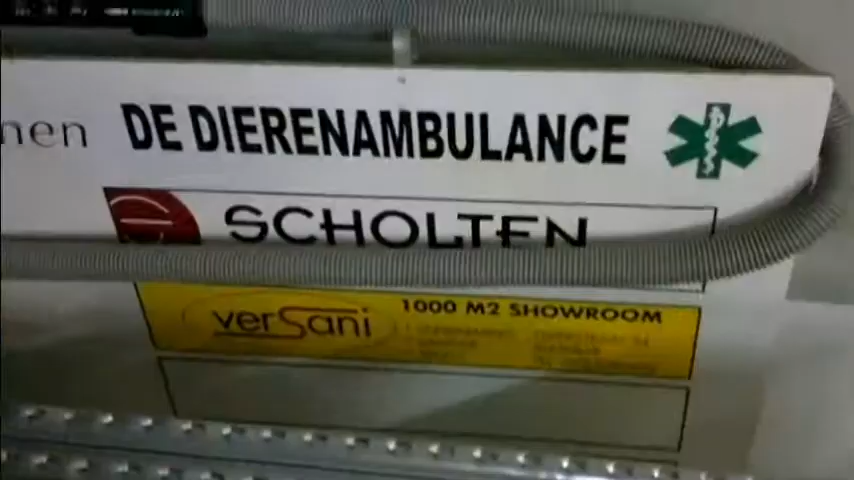 nen
DE DIERENAMBULANCE
SCHOLTEN
verSani
1000 M2 SHOWROOM